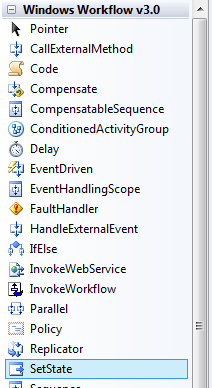 Windows Workflow v3.0
Pointer
CallExternalMethod
Code
Compensate
CompensatableSequence
ConditionedActivityGroup
Delay
EventDriven
EventHandlingScope
FaultHandler
HandleExternalEvent
IfElse
InvokeWebService
InvokeWorkflow
Parallel
Policy
Replicator
SetState
Sequence